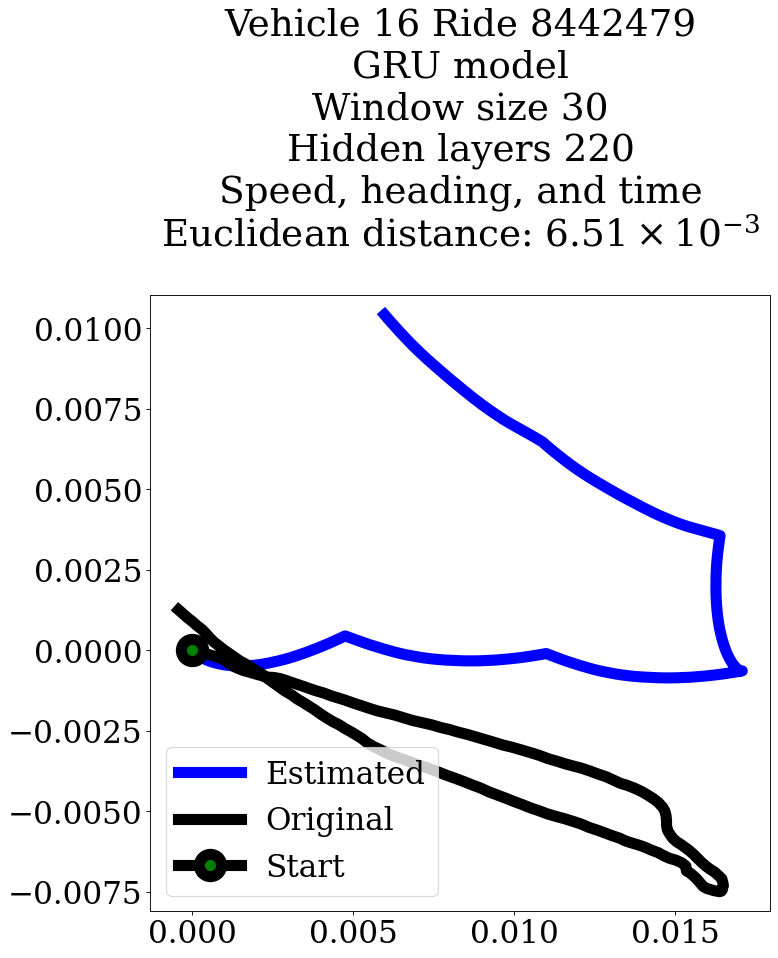 Vehicle 16 Ride 8442479
GRU model
Window size 30
Hidden layers 220
Speed, heading, and time
Euclidean distance: 6.51 × 10⁻³
0.0100
0.0075
0.0050
0.0025
0.0000
−0.0025
−0.0050
−0.0075
Estimated
Original
Start
0.000 0.005 0.010 0.015